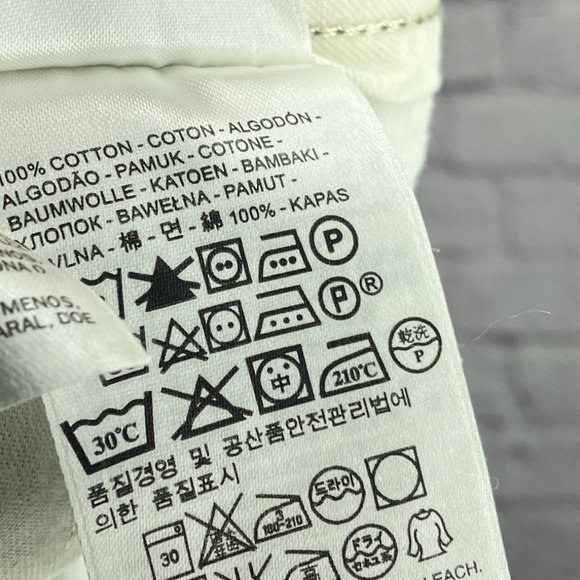 100% COTTON - COTON - ALGODÓN -
ALGODÃO - PAMUK - COTONE -
BAUMWOLLE - KATOEN - BAMBAKI -
ХЛОПОК - BAWEŁNA - PAMUT -
VLNA - 棉 - 면 - 綿 100% - KAPAS
MENOS,
ARAL, DOE
P
P ®
30°C 中 210°C 乾洗 P
품질경영 및 공산품안전관리법에
의한 품질표시
30 3 180-210 드라이
ドライ
EACH.